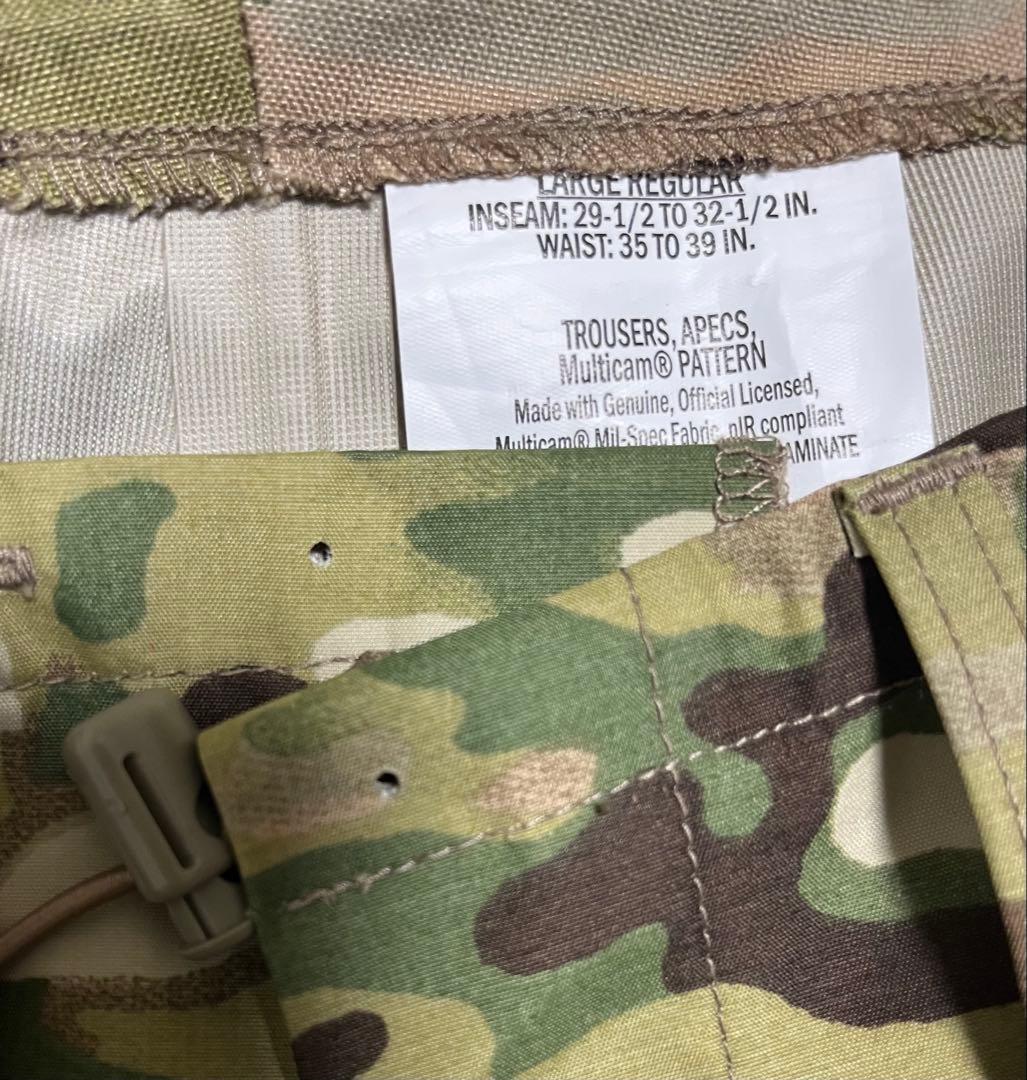 LARGE REGULAR
INSEAM: 29-1/2 TO 32-1/2 IN.
WAIST: 35 TO 39 IN.
TROUSERS, APECS,
Multicam® PATTERN
Made with Genuine, Official Licensed,
Multicam® Mil-Spec Fabric, nIR compliant
AMINATE